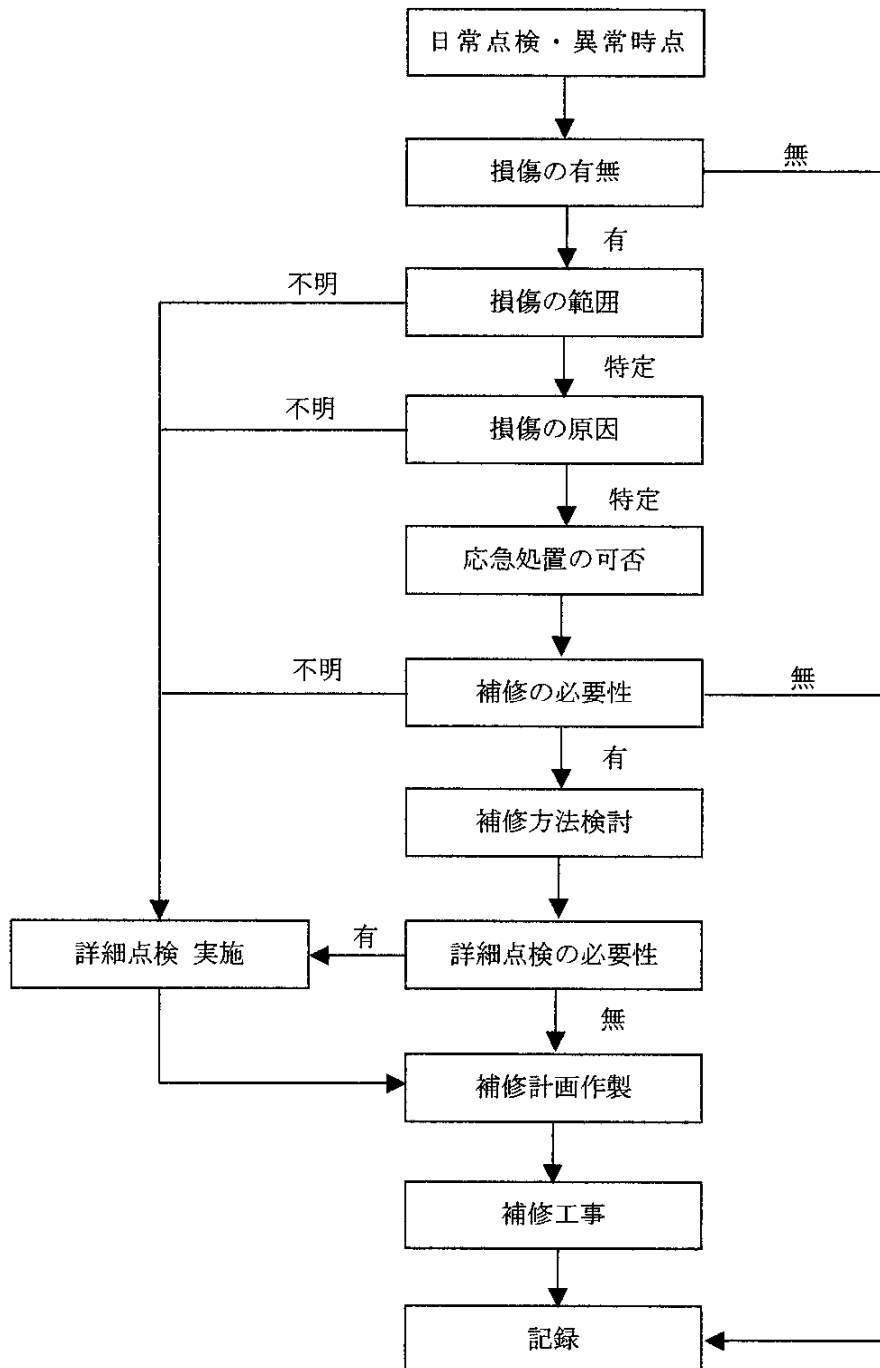 日常点検・異常時点
損傷の有無
無
有
不明
損傷の範囲
特定
不明
損傷の原因
特定
応急処置の可否
不明
補修の必要性
無
有
補修方法検討
詳細点検 実施
有
詳細点検の必要性
無
補修計画作製
補修工事
記録